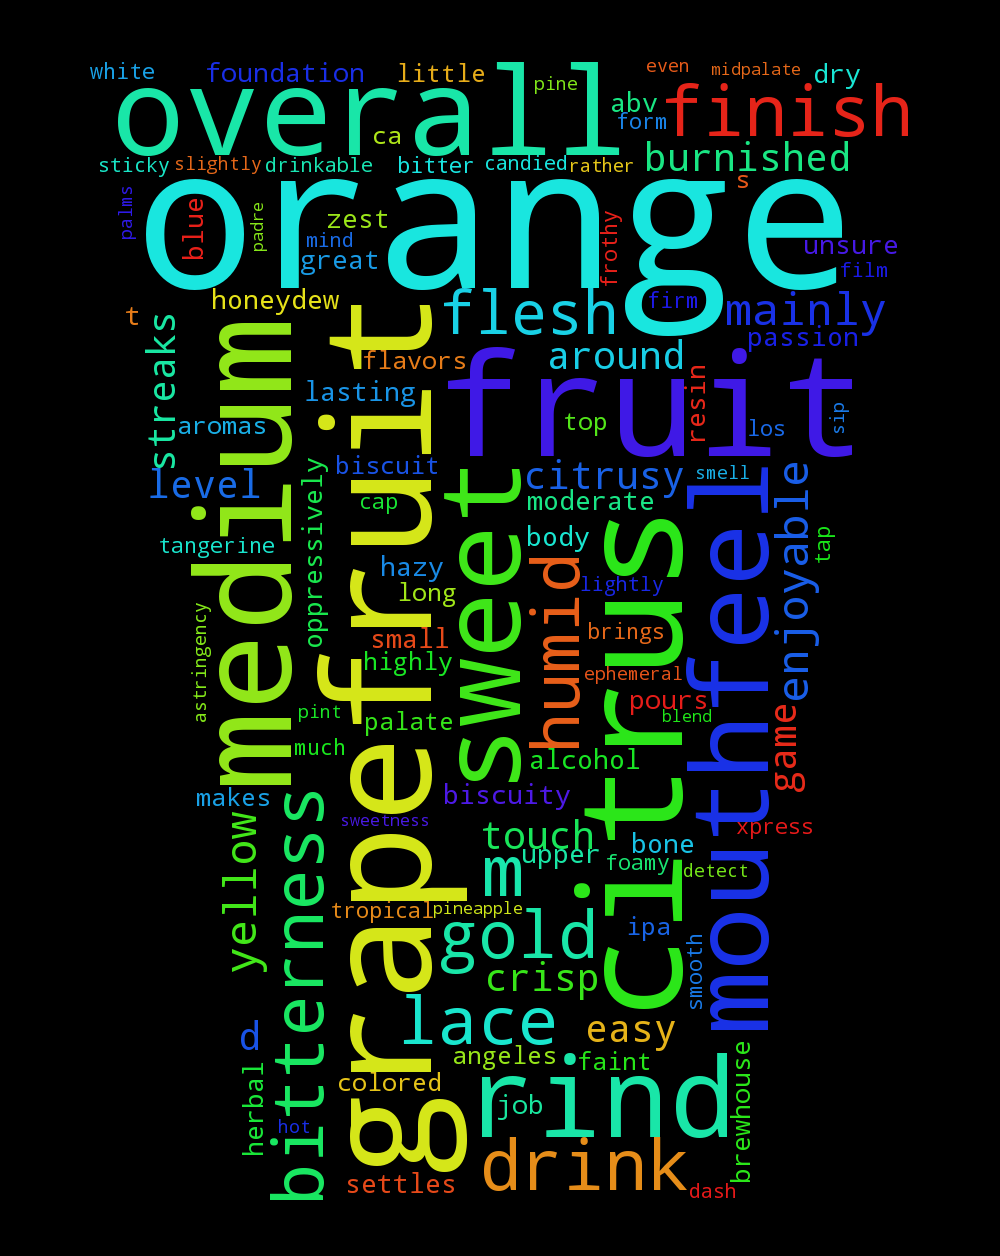 white
foundation
little
even
midpalate
dry
overall
pine
abv
form
finish
ca
sticky
slightly
drinkable
bitter
candied
rather
burnished
s
orange
palms
blue
padre
zest
mind
great
frothy
unsure
film
honeydew
t
streaks
medium
grapefruit
flesh
firm
mainly
passion
flavors
around
fruit
lasting
resin
top
los
sip
aromas
level
biscuit
oppressively
cap
sweet
citrusy
smell
moderate
citrus
mouthfeel
enjoyable
tap
tangerine
body
hazy
humid
lightly
long
astringency
small
brings
highly
ephemeral
pint
palate
pours
blend
game
much
alcohol
makes
biscuity
bitterness
sweetness
touch
xpress
yellow
m
upper
bone
foamy
detect
tropical
pineapple
gold
ipa
crisp
smooth
lace
easy
d
angeles
faint
herbal
colored
rind
job
brewhouse
hot
drink
settles
dash